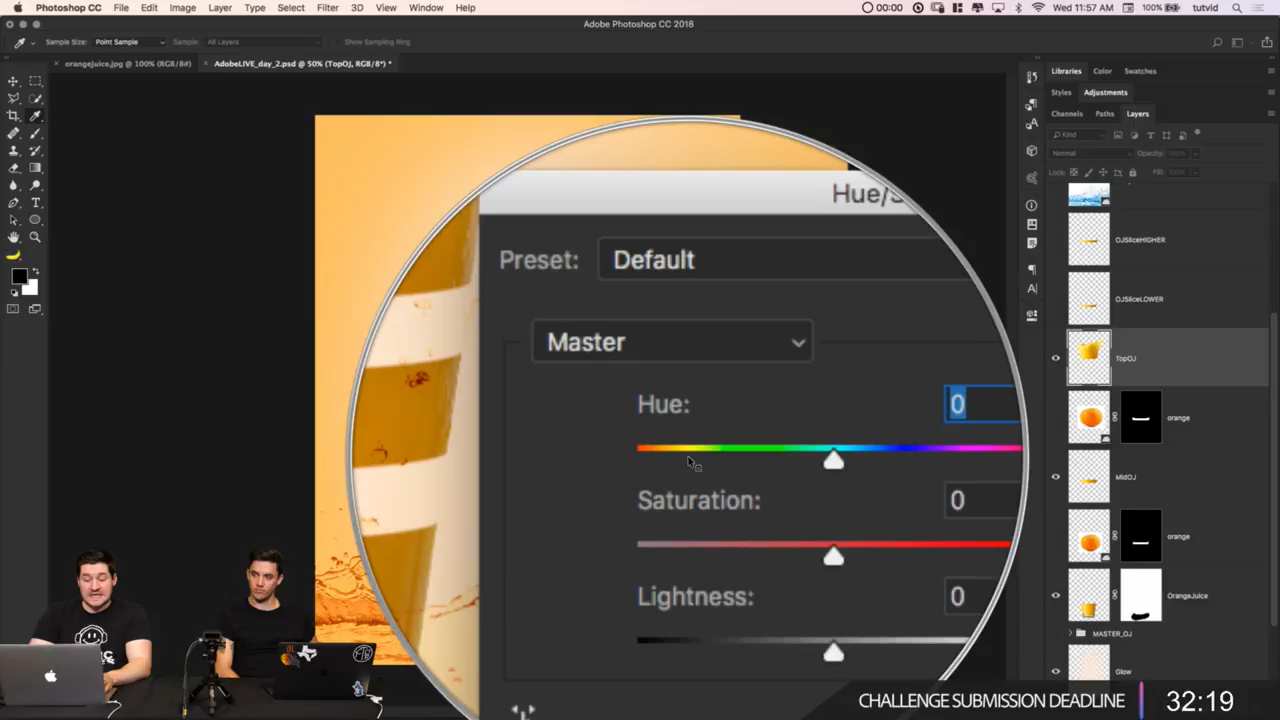 Photoshop CC File Edit Image Layer Type Select Filter 3D View Window Help 00:00 100% Wed 11:57 AM tutvid
Adobe Photoshop CC 2018
Sample Size: Point Sample Sample: All Layers Show Sampling Ring
× orangejuice.jpg @ 100% (RGB/8#) × AdobeLIVE_day_2.psd @ 50% (TopOJ, RGB/8*) *
Libraries Color Swatches
Styles Adjustments
Channels Paths Layers
Kind
Normal Opacity: 100%
Lock: Fill: 100%
OJSliceHIGHER
OJSliceLOWER
TopOJ
orange
MidOJ
orange
OrangeJuice
MASTER_OJ
Glow
Hue/S
Preset: Default
Master
Hue: 0
Saturation: 0
Lightness: 0
CHALLENGE SUBMISSION DEADLINE 32:19